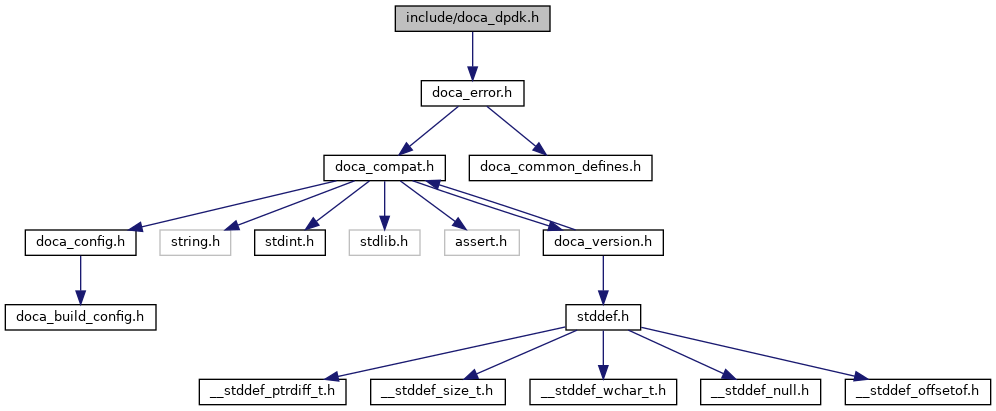 include/doca_dpdk.h
doca_error.h
doca_compat.h
doca_common_defines.h
doca_config.h
string.h
stdint.h
stdlib.h
assert.h
doca_version.h
doca_build_config.h
stddef.h
__stddef_ptrdiff_t.h
__stddef_size_t.h
__stddef_wchar_t.h
__stddef_null.h
__stddef_offsetof.h